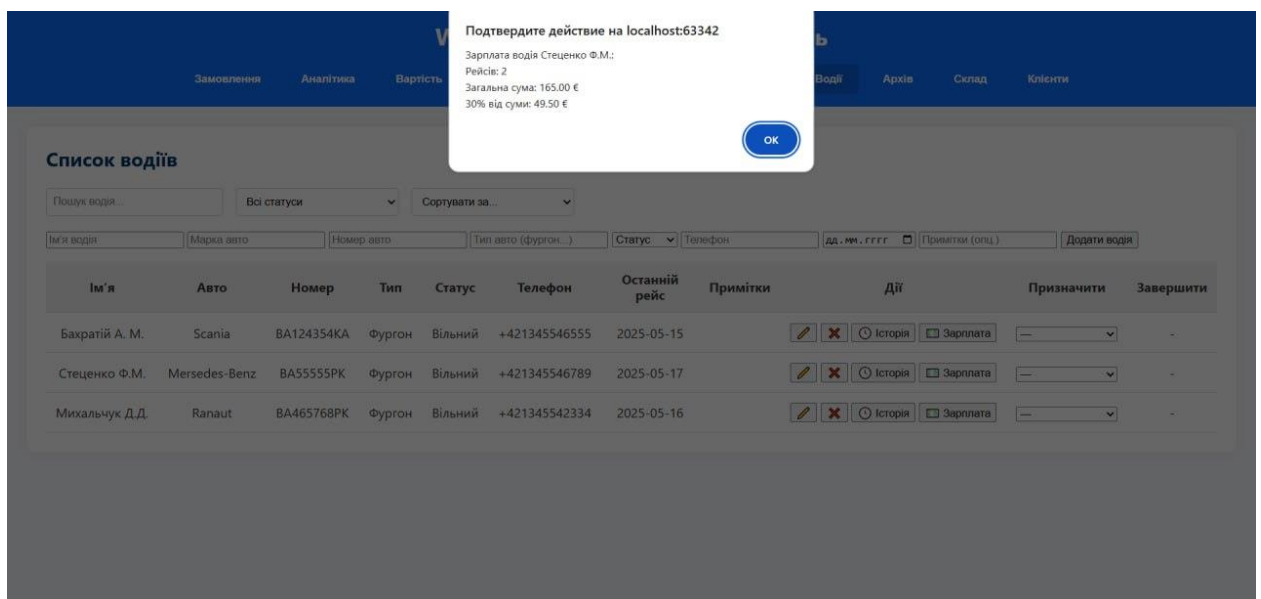 Подтвердите действие на localhost:63342
Зарплата водія Стеценко Ф.М.:
Рейсів: 2
Загальна сума: 165.00 €
30% від суми: 49.50 €
ОК
Замовлення Аналітика Вартість Водії Архів Склад Клієнти
Список водіїв
Пошук водія... Всі статуси Сортувати за...
Ім'я водія Марка авто Номер авто Тип авто (фургон...) Статус Телефон дд.мм.гггг Примітки (опц.) Додати водія
Ім'я Авто Номер Тип Статус Телефон Останній рейс Примітки Дії Призначити Завершити
Бахратій А. М. Scania BA124354KA Фургон Вільний +421345546555 2025-05-15 Історія Зарплата — -
Стеценко Ф.М. Mersedes-Benz BA55555PK Фургон Вільний +421345546789 2025-05-17 Історія Зарплата — -
Михальчук Д.Д. Ranaut BA465768PK Фургон Вільний +421345542334 2025-05-16 Історія Зарплата — -